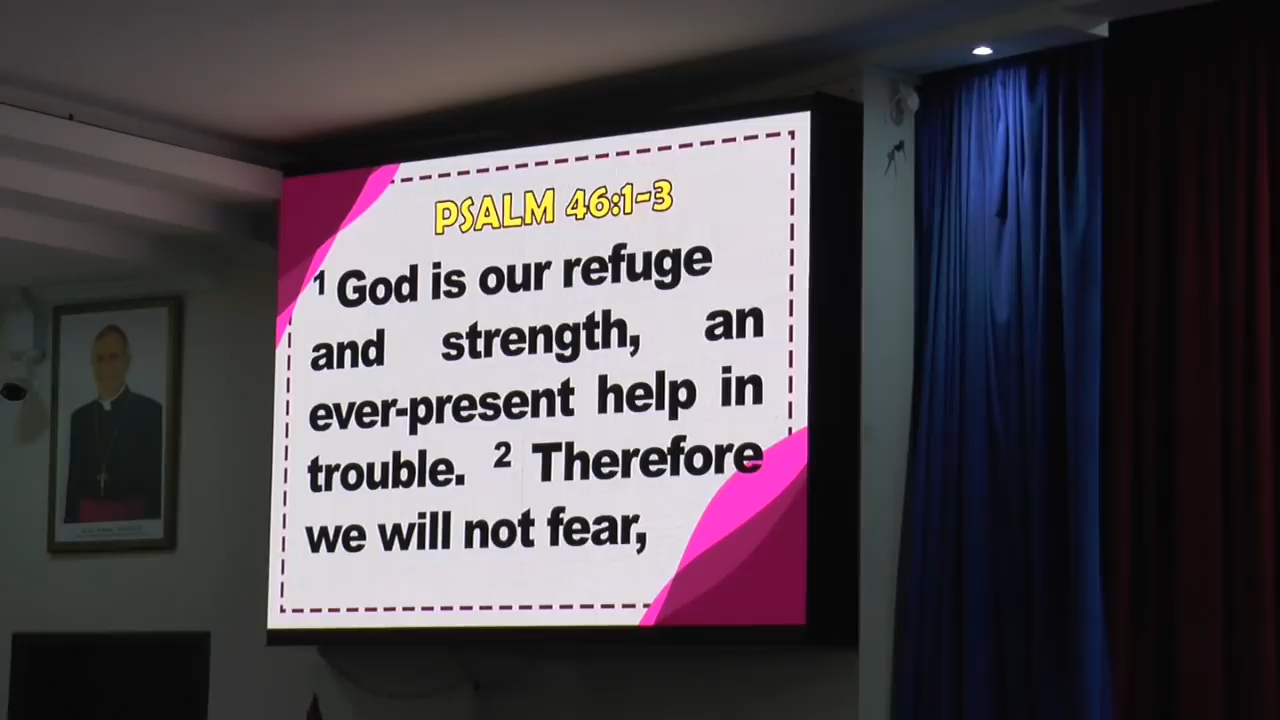 PSALM 46:1-3
1 God is our refuge
and strength, an
ever-present help in
trouble. 2 Therefore
we will not fear,